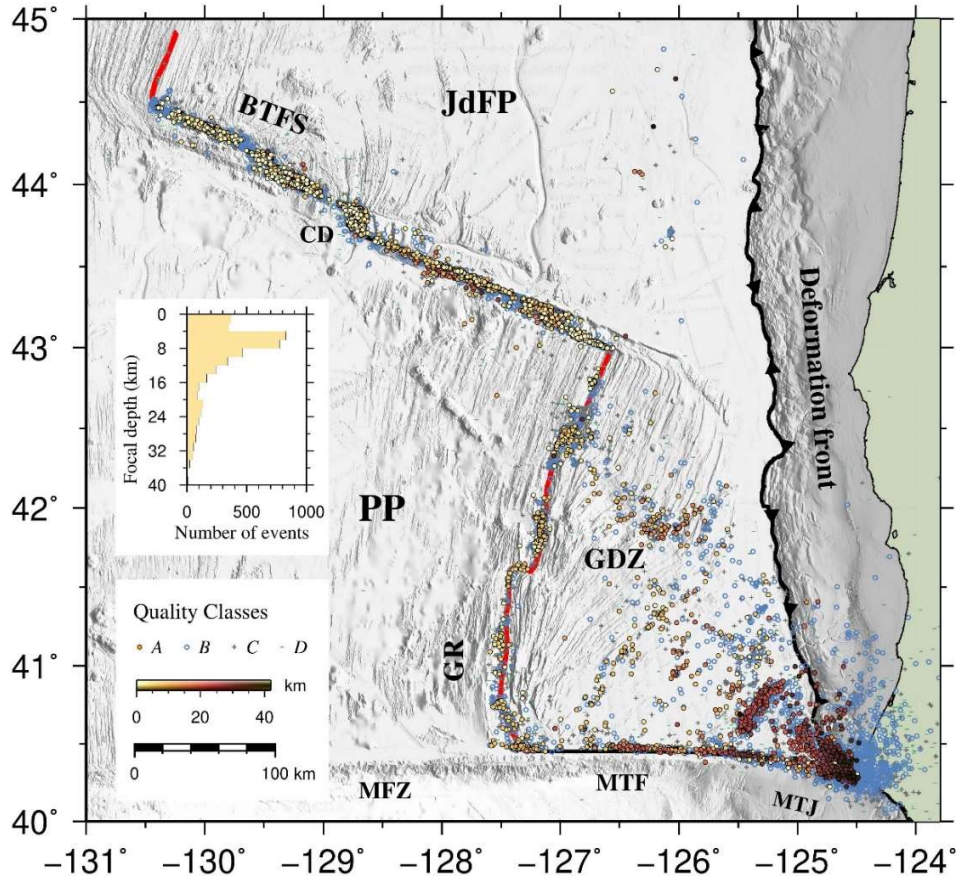 45°
44°
43°
42°
41°
40°
−131°
−130°
−129°
−128°
−127°
−126°
−125°
−124°
BTFS
JdFP
CD
Deformation front
PP
GDZ
GR
MFZ
MTF
MTJ
0
8
16
24
32
40
Focal depth (km)
0
500
1000
Number of events
Quality Classes
A B C D
km
0 20 40
0 100 km